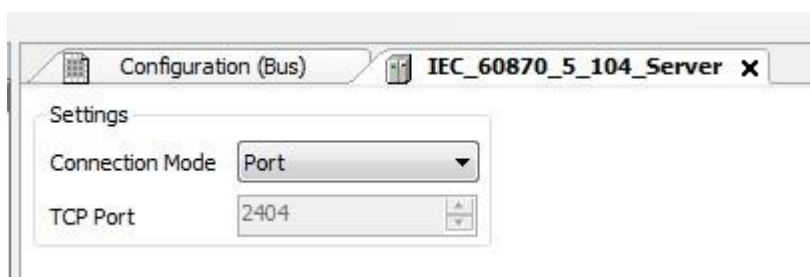 Configuration (Bus) IEC_60870_5_104_Server
Settings
Connection Mode Port
TCP Port 2404